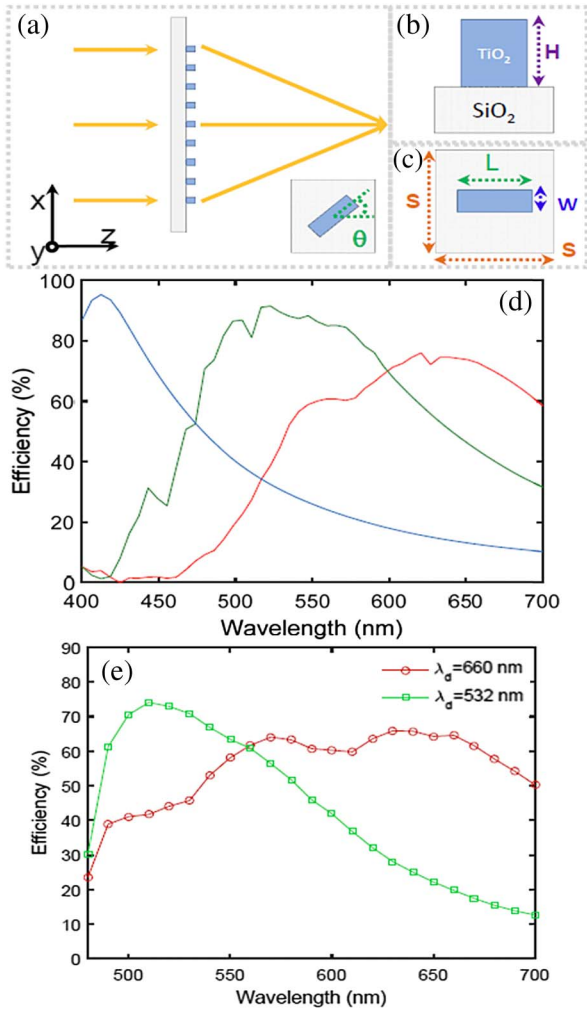 (a)
x
y
z
θ
(b)
TiO2
H
SiO2
(c)
L
W
S
S
(d)
Efficiency (%)
100
80
60
40
20
0
400 450 500 550 600 650 700
Wavelength (nm)
(e)
λd=660 nm
λd=532 nm
Efficiency (%)
90
80
70
60
50
40
30
20
10
0
500 550 600 650 700
Wavelength (nm)